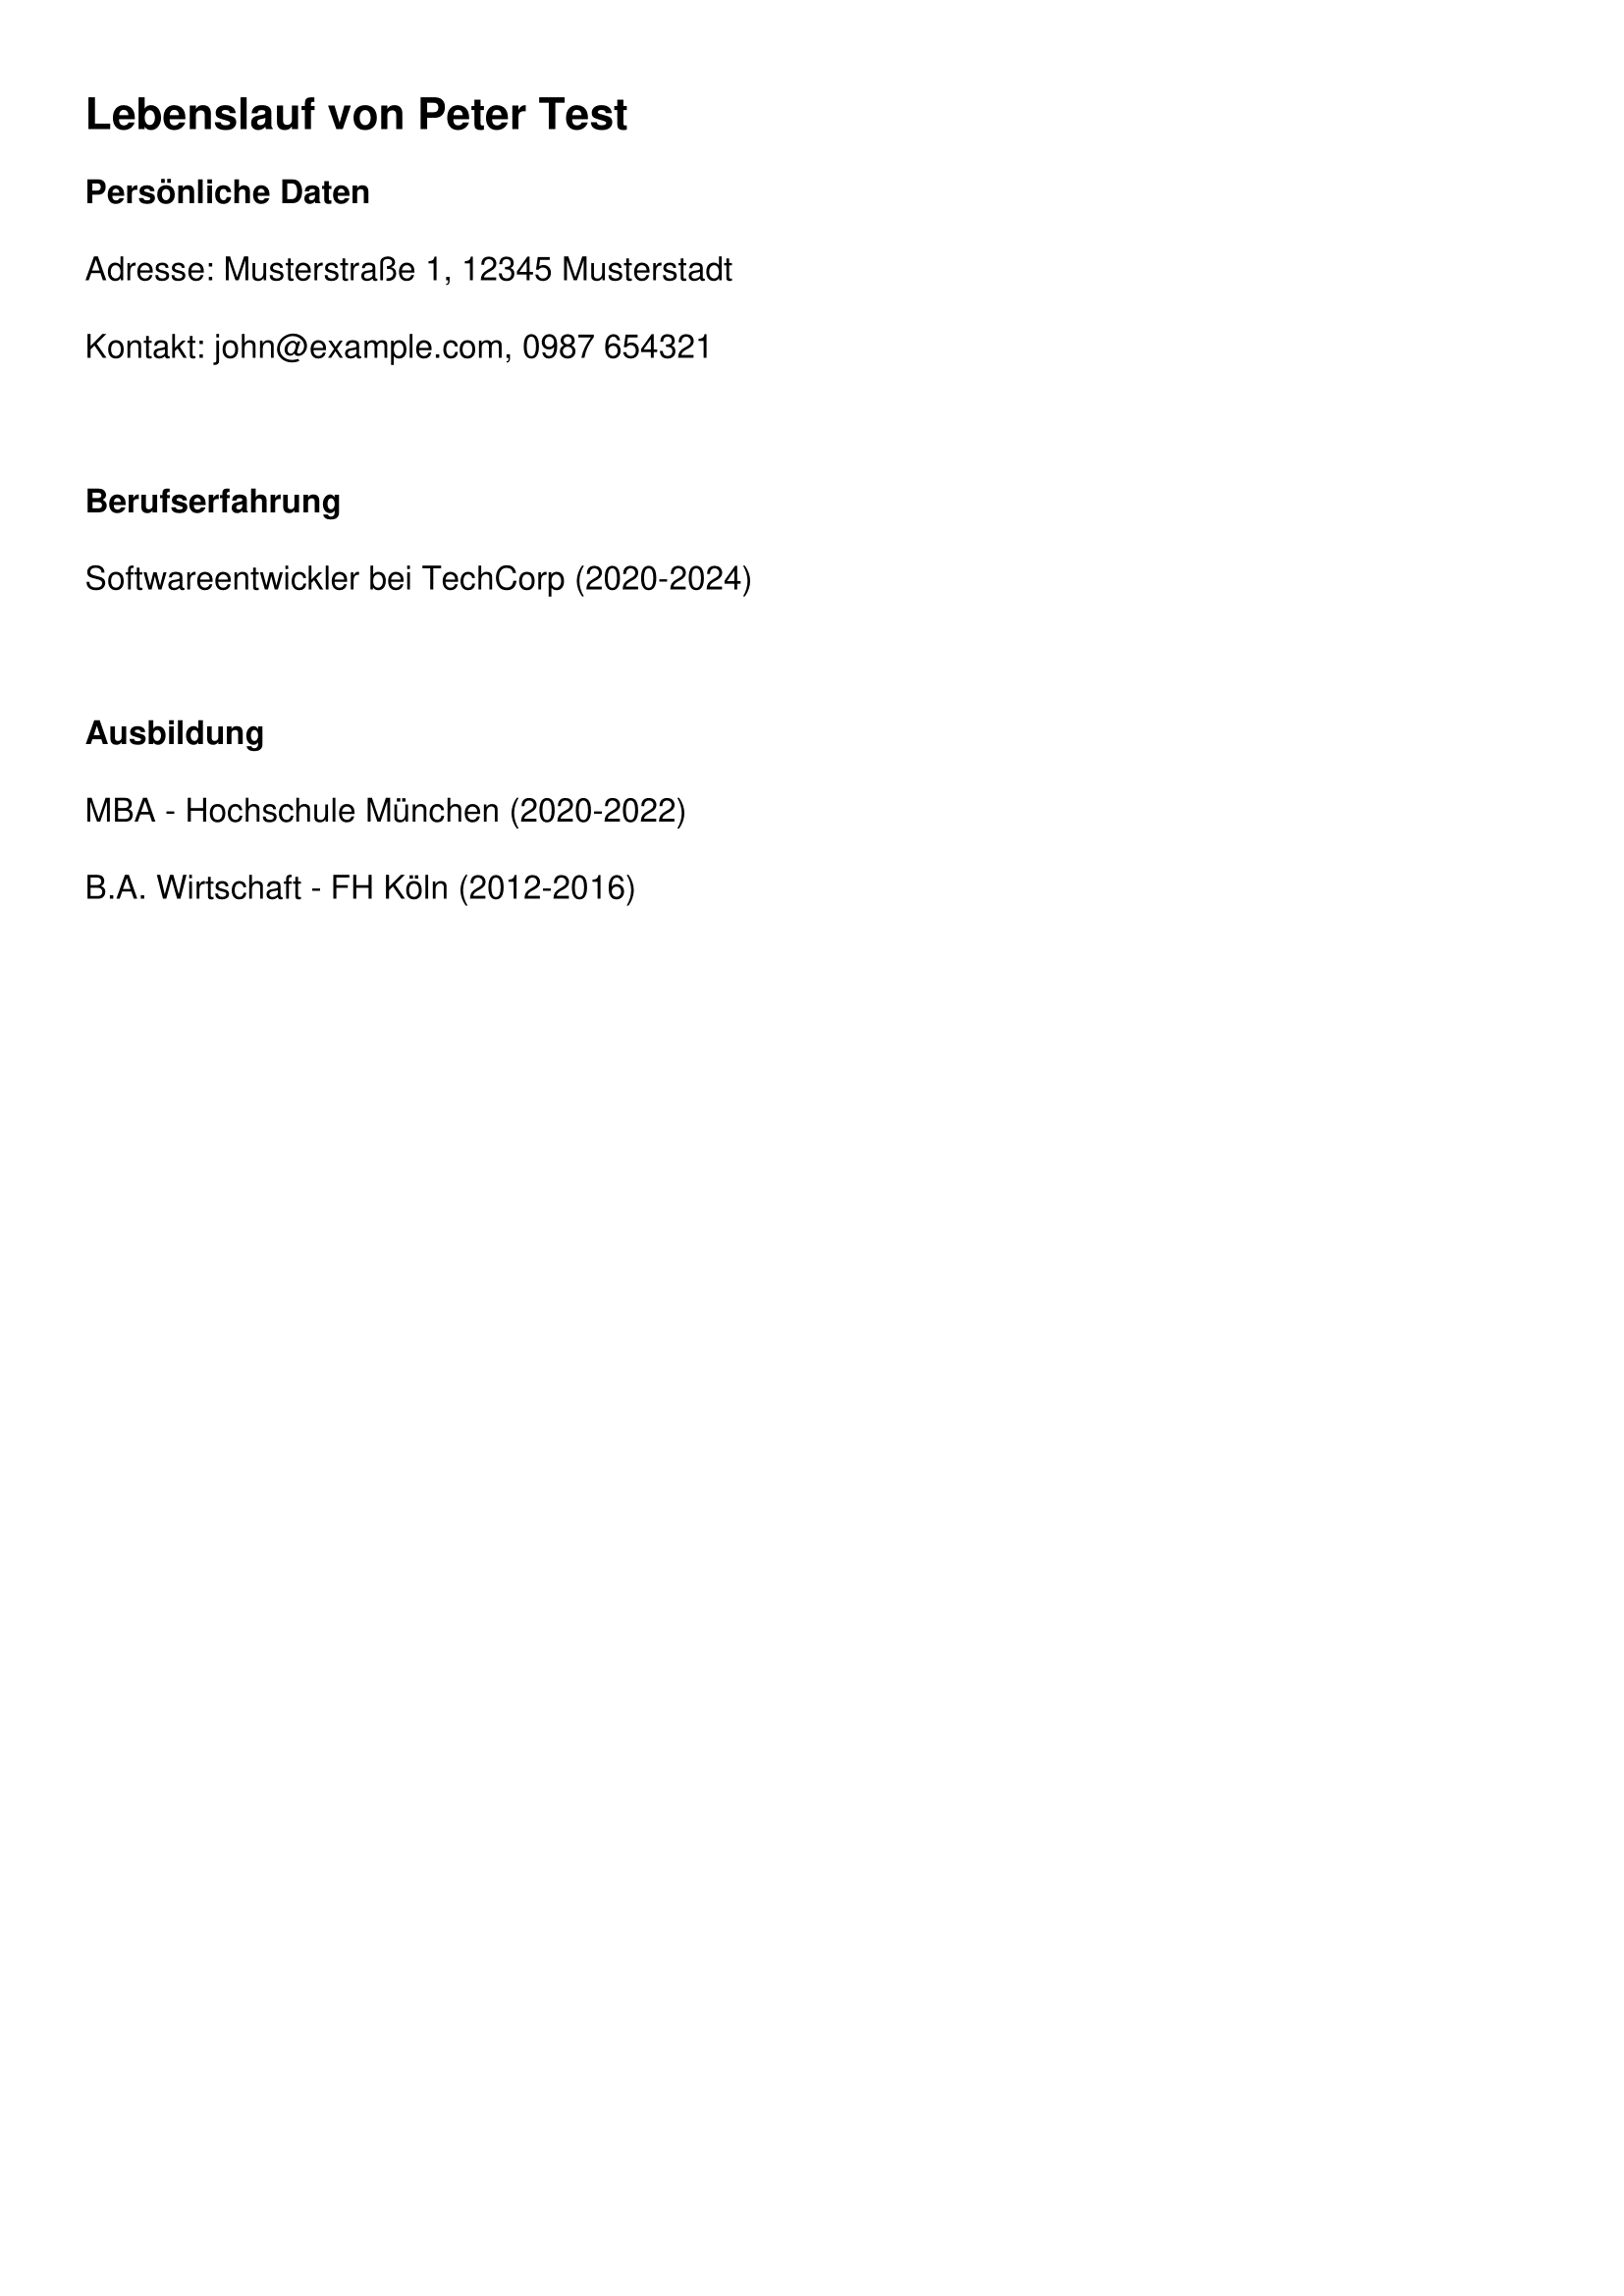 Lebenslauf von Peter Test
Persönliche Daten
Adresse: Musterstraße 1, 12345 Musterstadt
Kontakt: john@example.com, 0987 654321
Berufserfahrung
Softwareentwickler bei TechCorp (2020-2024)
Ausbildung
MBA - Hochschule München (2020-2022)
B.A. Wirtschaft - FH Köln (2012-2016)